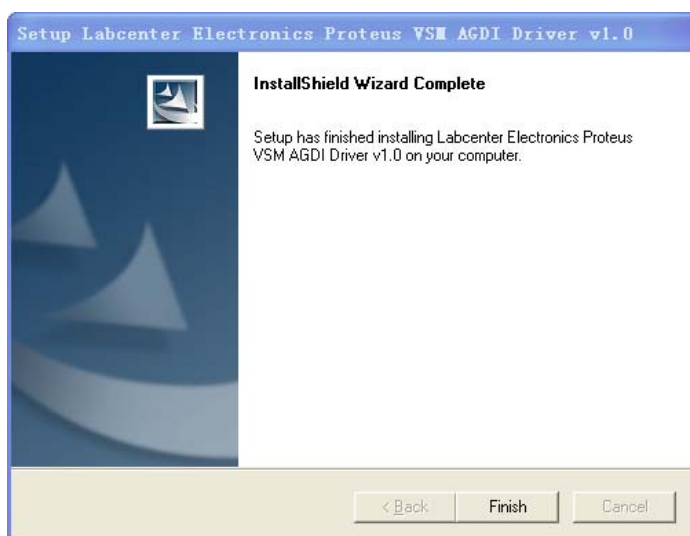 Setup Labcenter Electronics Proteus VSM AGDI Driver v1.0
InstallShield Wizard Complete
Setup has finished installing Labcenter Electronics Proteus
VSM AGDI Driver v1.0 on your computer.
< Back
Finish
Cancel